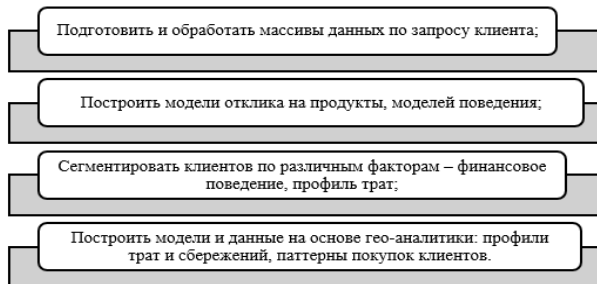 Подготовить и обработать массивы данных по запросу клиента;
Построить модели отклика на продукты, моделей поведения;
Сегментировать клиентов по различным факторам – финансовое
поведение, профиль трат;
Построить модели и данные на основе гео-аналитики: профили
трат и сбережений, паттерны покупок клиентов.